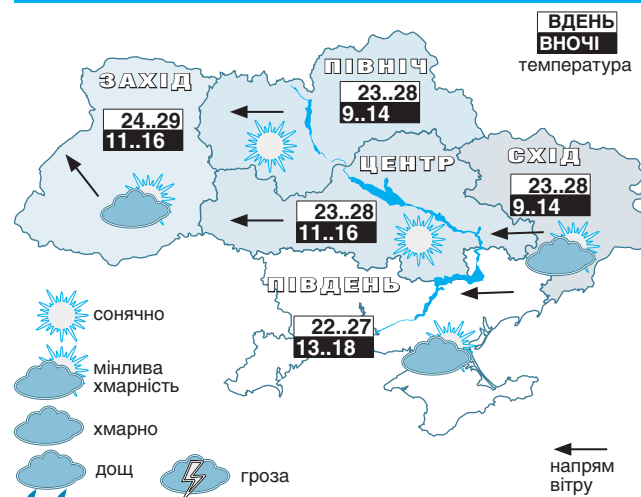 ВДЕНЬ
ВНОЧІ
температура
ЗАХІД
24..29
11..16
ПІВНІЧ
23..28
9..14
ЦЕНТР
23..28
11..16
СХІД
23..28
9..14
ПІВДЕНЬ
22..27
13..18
сонячно
мінлива
хмарність
хмарно
дощ
гроза
напрям
вітру